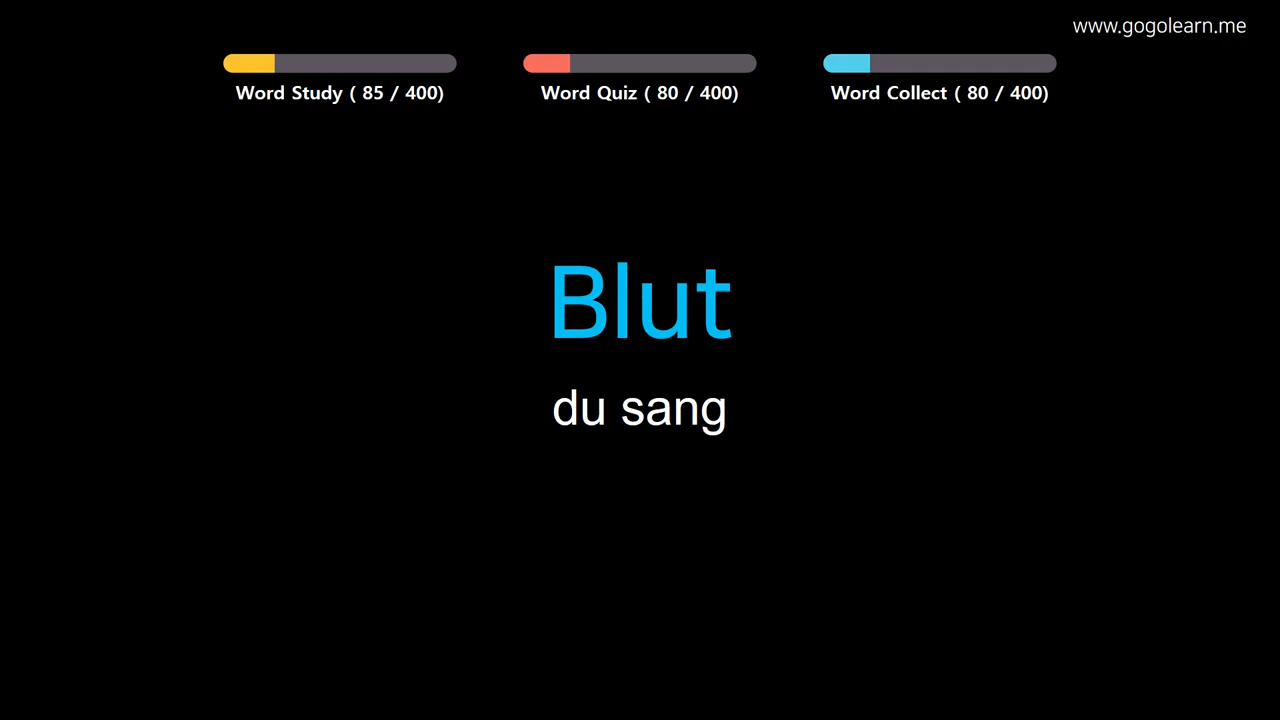 www.gogolearn.me
Word Study ( 85 / 400)
Word Quiz ( 80 / 400)
Word Collect ( 80 / 400)
Blut
du sang